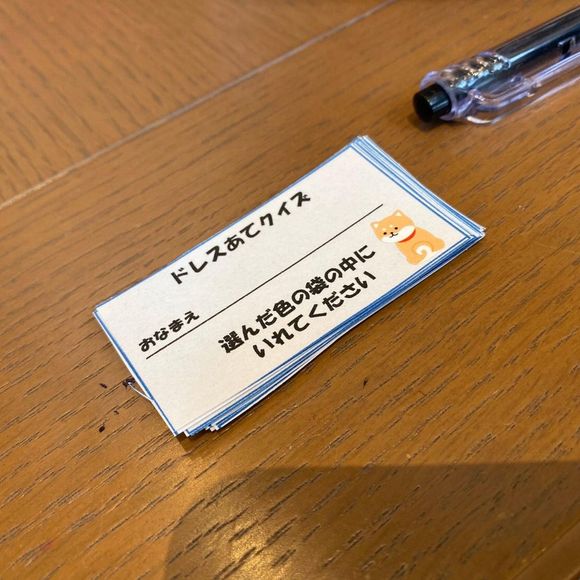 ドレスあてクイズ
おなまえ
選んだ色の袋の中に
いれてください